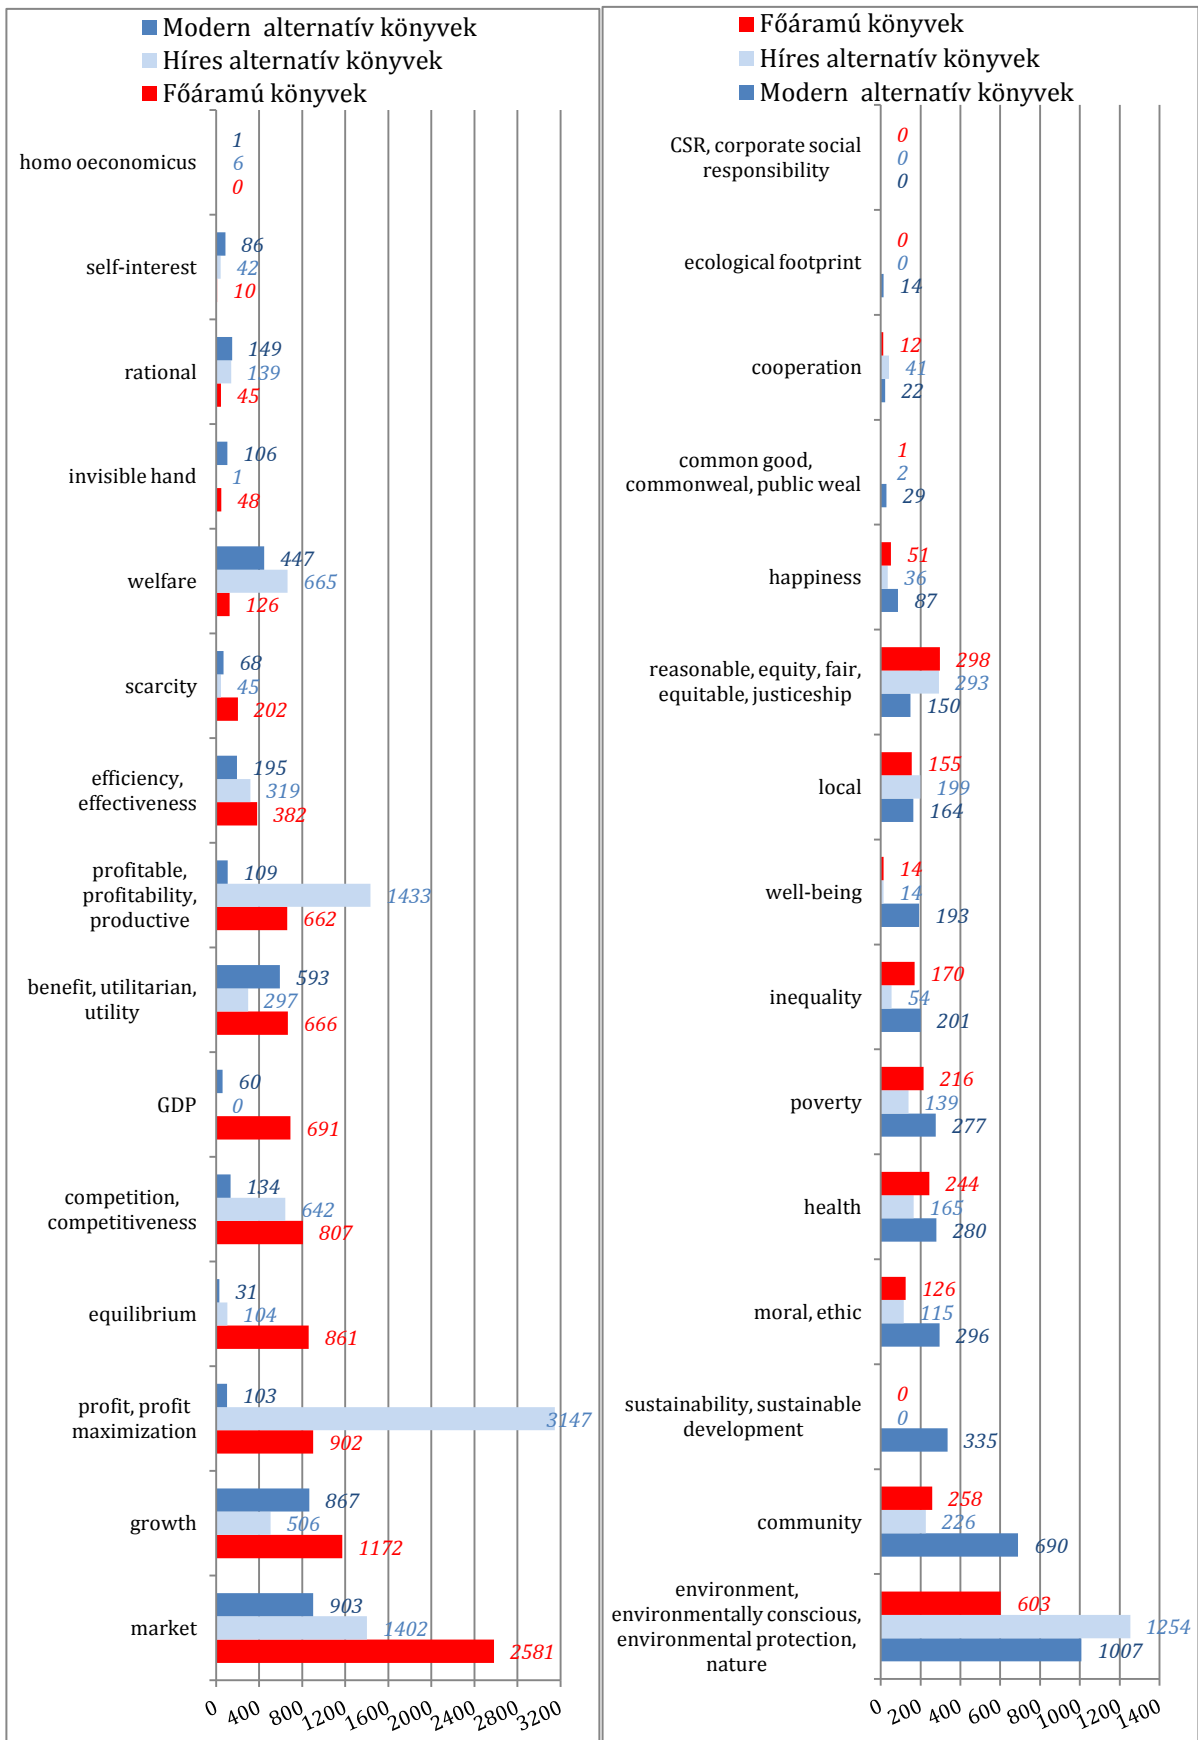 Modern  alternatív könyvek
Híres alternatív könyvek
Főáramú könyvek
homo oeconomicus
1
6
0
self-interest
86
42
10
rational
149
139
45
invisible hand
106
1
48
welfare
447
665
126
scarcity
68
45
202
efficiency,
effectiveness
195
319
382
profitable,
profitability,
productive
109
1433
662
benefit, utilitarian,
utility
593
297
666
GDP
60
0
691
competition,
competitiveness
134
642
807
equilibrium
31
104
861
profit, profit
maximization
103
3147
902
growth
867
506
1172
market
903
1402
2581
0
400
800
1200
1600
2000
2400
2800
3200
Főáramú könyvek
Híres alternatív könyvek
Modern  alternatív könyvek
CSR, corporate social
responsibility
0
0
0
ecological footprint
0
0
14
cooperation
12
41
22
common good,
commonweal, public weal
1
2
29
happiness
51
36
87
reasonable, equity, fair,
equitable, justiceship
298
293
150
local
155
199
164
well-being
14
14
193
inequality
170
54
201
poverty
216
139
277
health
244
165
280
moral, ethic
126
115
296
sustainability, sustainable
development
0
0
335
community
258
226
690
environment,
environmentally conscious,
environmental protection,
nature
603
1254
1007
0
200
400
600
800
1000
1200
1400